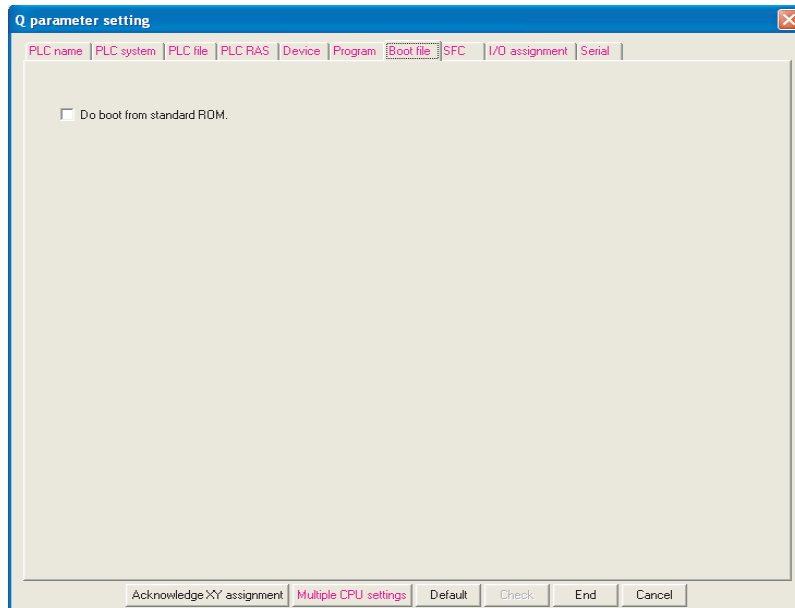 Q parameter setting
PLC name PLC system PLC file PLC RAS Device Program Boot file SFC I/O assignment Serial
Do boot from standard ROM.
Acknowledge XY assignment Multiple CPU settings Default Check End Cancel